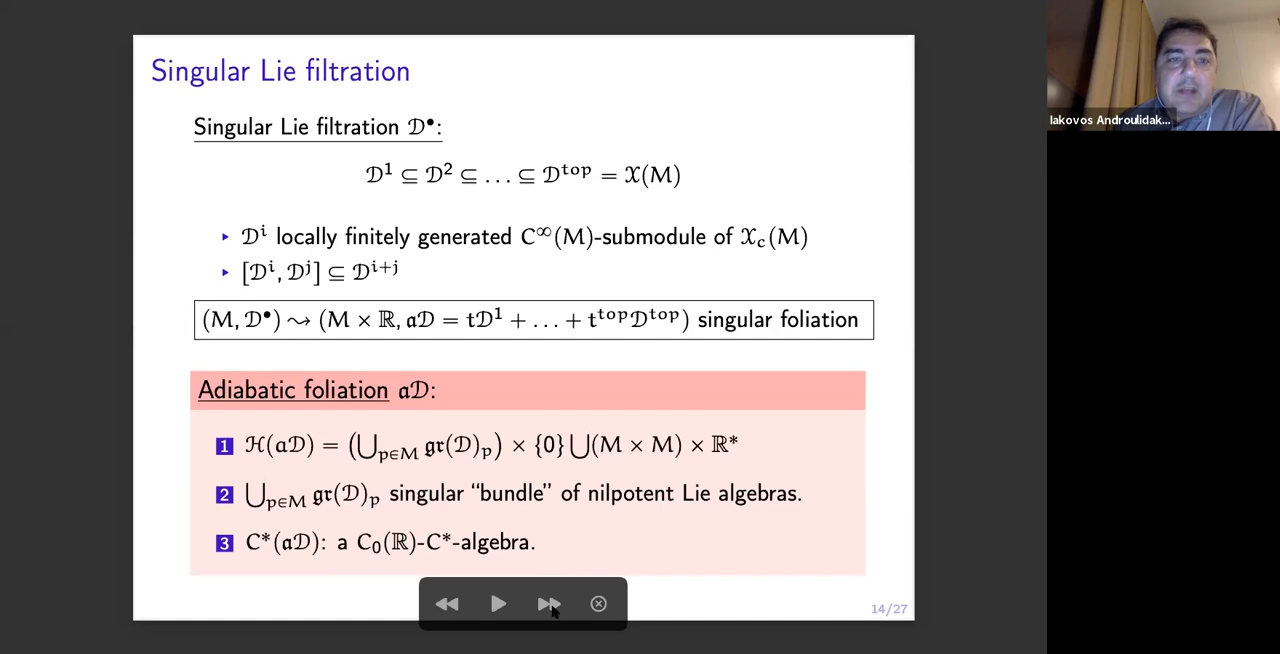 Singular Lie filtration
Singular Lie filtration 𝒟•:
𝒟¹ ⊆ 𝒟² ⊆ … ⊆ 𝒟ᵗᵒᵖ = 𝔛(M)
▸ 𝒟ⁱ locally finitely generated C^∞(M)-submodule of 𝔛_c(M)
▸ [𝒟ⁱ, 𝒟ʲ] ⊆ 𝒟ⁱ⁺ʲ
(M, 𝒟•) ⇝ (M × ℝ, 𝔞𝒟 = t𝒟¹ + … + tᵗᵒᵖ𝒟ᵗᵒᵖ) singular foliation
Adiabatic foliation 𝔞𝒟:
1 ℋ(𝔞𝒟) = (⋃_{p∈M} 𝔤𝔯(𝒟)_p) × {0} ⋃(M × M) × ℝ*
2 ⋃_{p∈M} 𝔤𝔯(𝒟)_p singular “bundle” of nilpotent Lie algebras.
3 C*(𝔞𝒟): a C₀(ℝ)-C*-algebra.
14/27
Iakovos Androulidak...